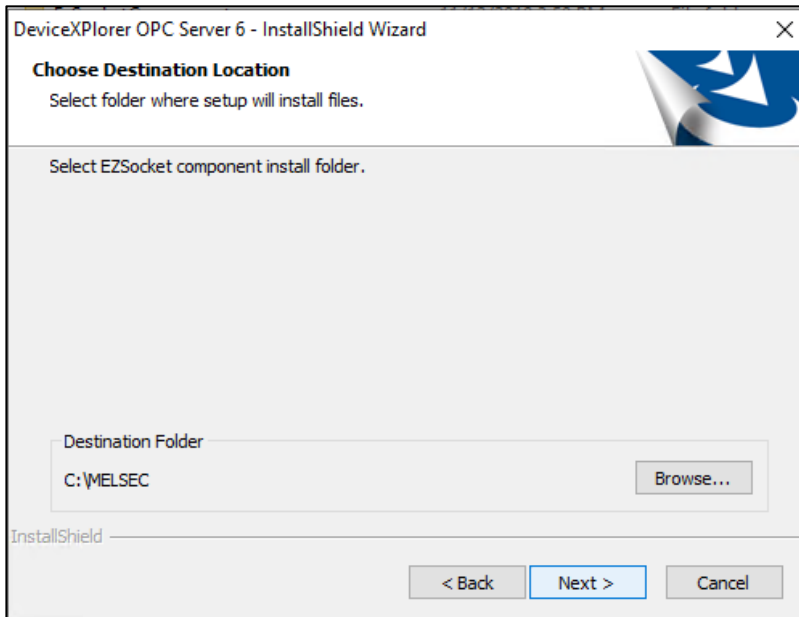 DeviceXPlorer OPC Server 6 - InstallShield Wizard
Choose Destination Location
Select folder where setup will install files.
Select EZSocket component install folder.
Destination Folder
C:\MELSEC
Browse...
InstallShield
< Back
Next >
Cancel